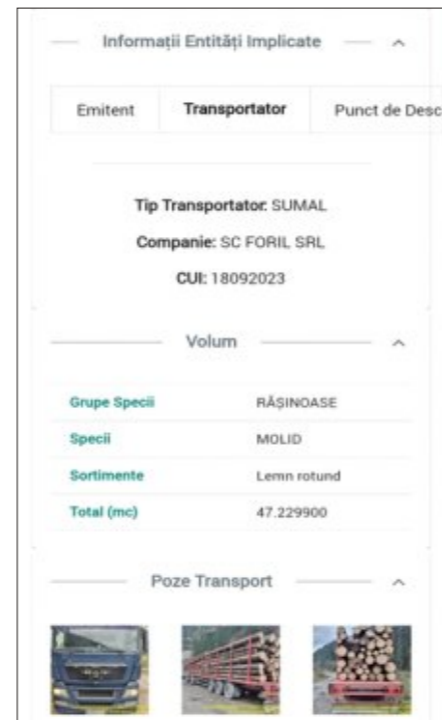 Informații Entități Implicate
Emitent Transportator Punct de Desc
Tip Transportator: SUMAL
Companie: SC FORIL SRL
CUI: 18092023
Volum
Grupe Specii RĂȘINOASE
Specii MOLID
Sortimente Lemn rotund
Total (mc) 47.229900
Poze Transport